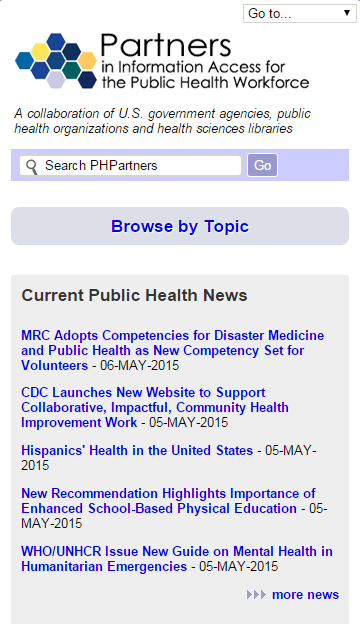 Go to...
Partners
in Information Access for
the Public Health Workforce
A collaboration of U.S. government agencies, public
health organizations and health sciences libraries
Search PHPartners
Go
Browse by Topic
Current Public Health News
MRC Adopts Competencies for Disaster Medicine
and Public Health as New Competency Set for
Volunteers - 06-MAY-2015
CDC Launches New Website to Support
Collaborative, Impactful, Community Health
Improvement Work - 05-MAY-2015
Hispanics' Health in the United States - 05-MAY-
2015
New Recommendation Highlights Importance of
Enhanced School-Based Physical Education - 05-
MAY-2015
WHO/UNHCR Issue New Guide on Mental Health in
Humanitarian Emergencies - 05-MAY-2015
more news